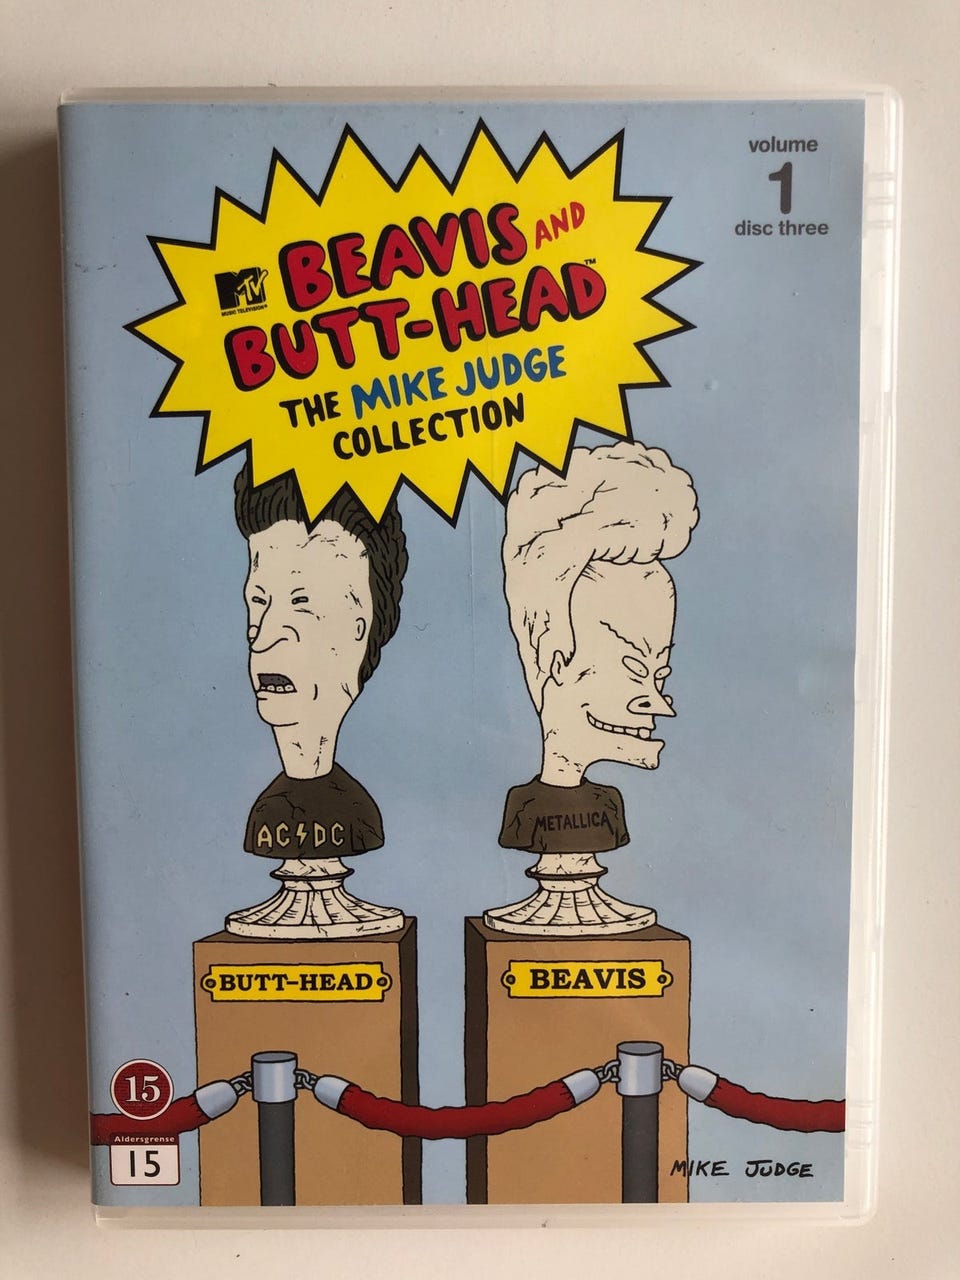 volume
1
disc three
MTV
MUSIC TELEVISION®
BEAVIS AND
BUTT-HEAD™
THE MIKE JUDGE
COLLECTION
AC⚡DC
METALLICA
BUTT-HEAD
BEAVIS
15
Aldersgrense
15
MIKE JUDGE